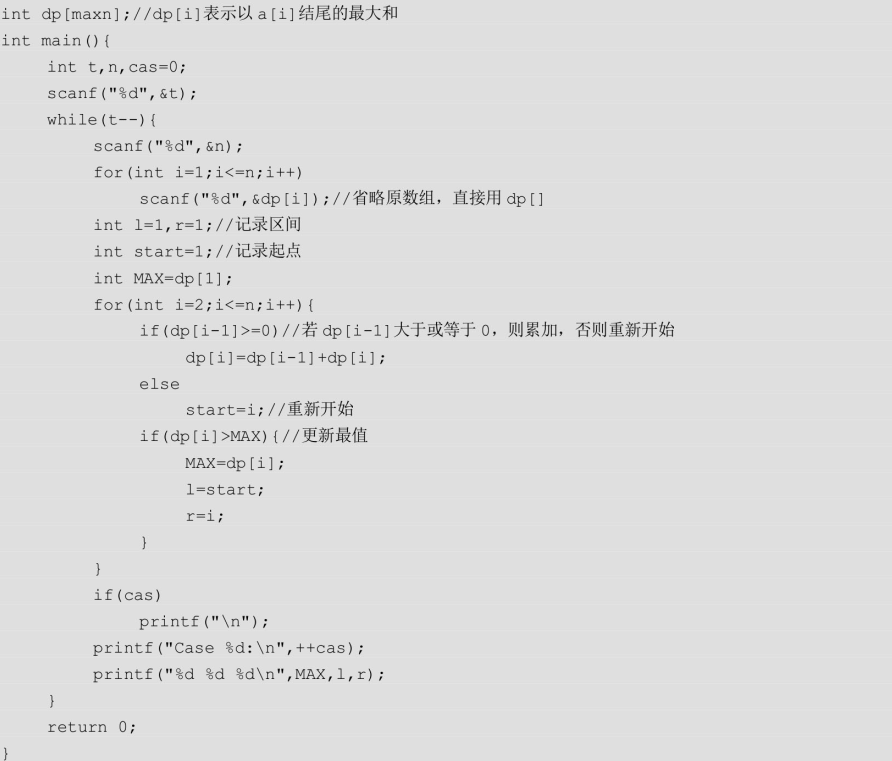 int dp[maxn];//dp[i]表示以 a[i]结尾的最大和
int main(){
    int t,n,cas=0;
    scanf("%d",&t);
    while(t--){
        scanf("%d",&n);
        for(int i=1;i<=n;i++)
            scanf("%d",&dp[i]);//省略原数组，直接用 dp[]
        int l=1,r=1;//记录区间
        int start=1;//记录起点
        int MAX=dp[1];
        for(int i=2;i<=n;i++){
            if(dp[i-1]>=0)//若 dp[i-1]大于或等于 0，则累加，否则重新开始
                dp[i]=dp[i-1]+dp[i];
            else
                start=i;//重新开始
            if(dp[i]>MAX){//更新最值
                MAX=dp[i];
                l=start;
                r=i;
            }
        }
        if(cas)
            printf("\n");
        printf("Case %d:\n",++cas);
        printf("%d %d %d\n",MAX,l,r);
    }
    return 0;
}